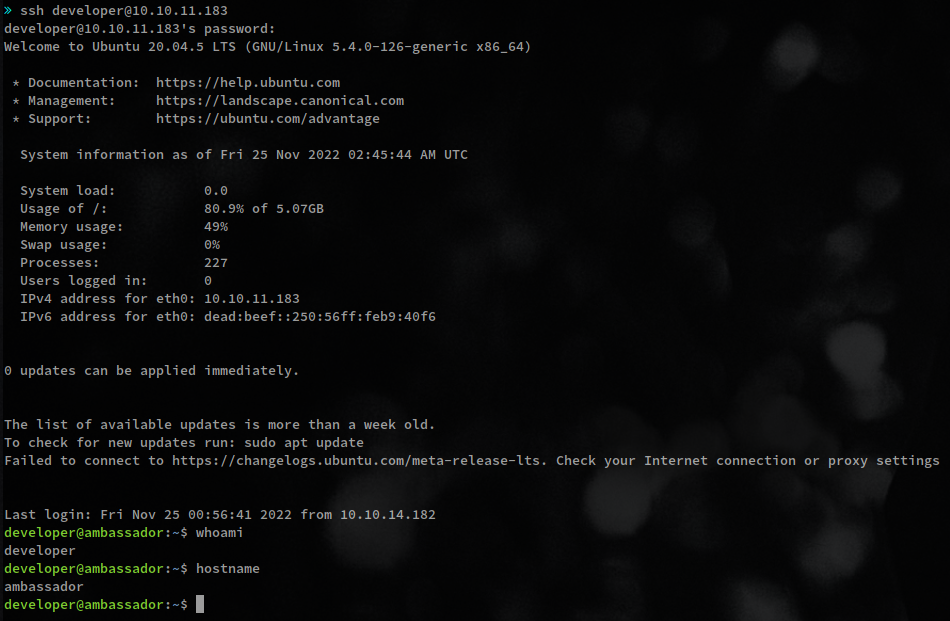 » ssh developer@10.10.11.183
developer@10.10.11.183's password:
Welcome to Ubuntu 20.04.5 LTS (GNU/Linux 5.4.0-126-generic x86_64)
* Documentation:  https://help.ubuntu.com
* Management:     https://landscape.canonical.com
* Support:        https://ubuntu.com/advantage
System information as of Fri 25 Nov 2022 02:45:44 AM UTC
System load:           0.0
Usage of /:            80.9% of 5.07GB
Memory usage:          49%
Swap usage:            0%
Processes:             227
Users logged in:       0
IPv4 address for eth0: 10.10.11.183
IPv6 address for eth0: dead:beef::250:56ff:feb9:40f6
0 updates can be applied immediately.
The list of available updates is more than a week old.
To check for new updates run: sudo apt update
Failed to connect to https://changelogs.ubuntu.com/meta-release-lts. Check your Internet connection or proxy settings
Last login: Fri Nov 25 00:56:41 2022 from 10.10.14.182
developer@ambassador:~$ whoami
developer
developer@ambassador:~$ hostname
ambassador
developer@ambassador:~$